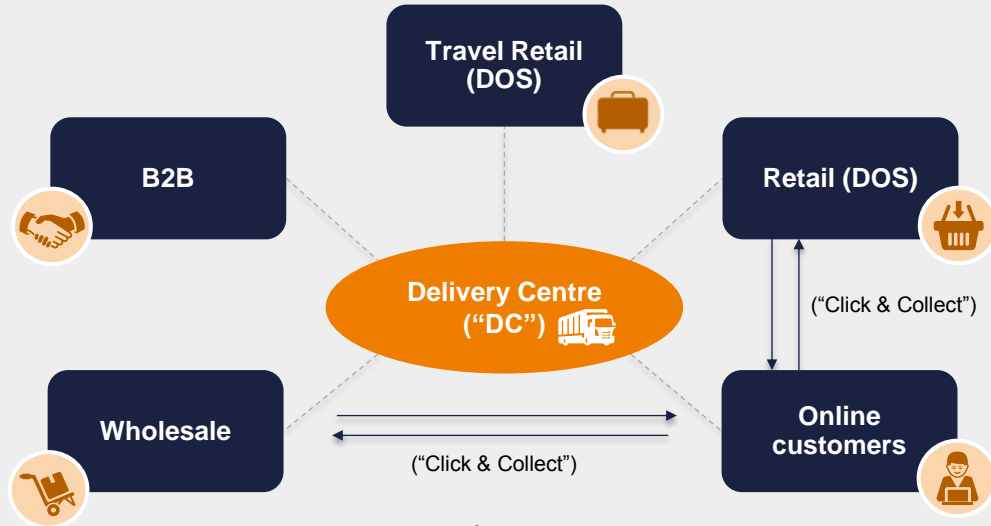 Travel Retail
(DOS)
B2B
Retail (DOS)
Delivery Centre
(“DC”)
(“Click & Collect”)
Wholesale
Online
customers
(“Click & Collect”)